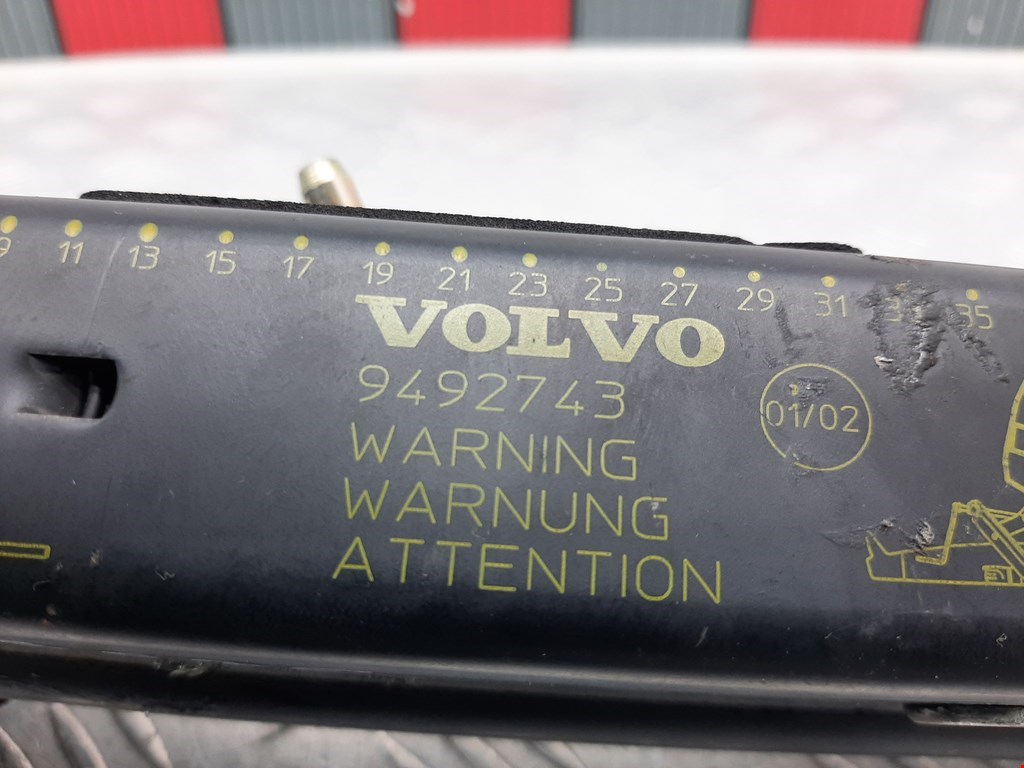 9 11 13 15 17 19 21 23 25 27 29 31 35
VOLVO
9492743
01/02
WARNING
WARNUNG
ATTENTION